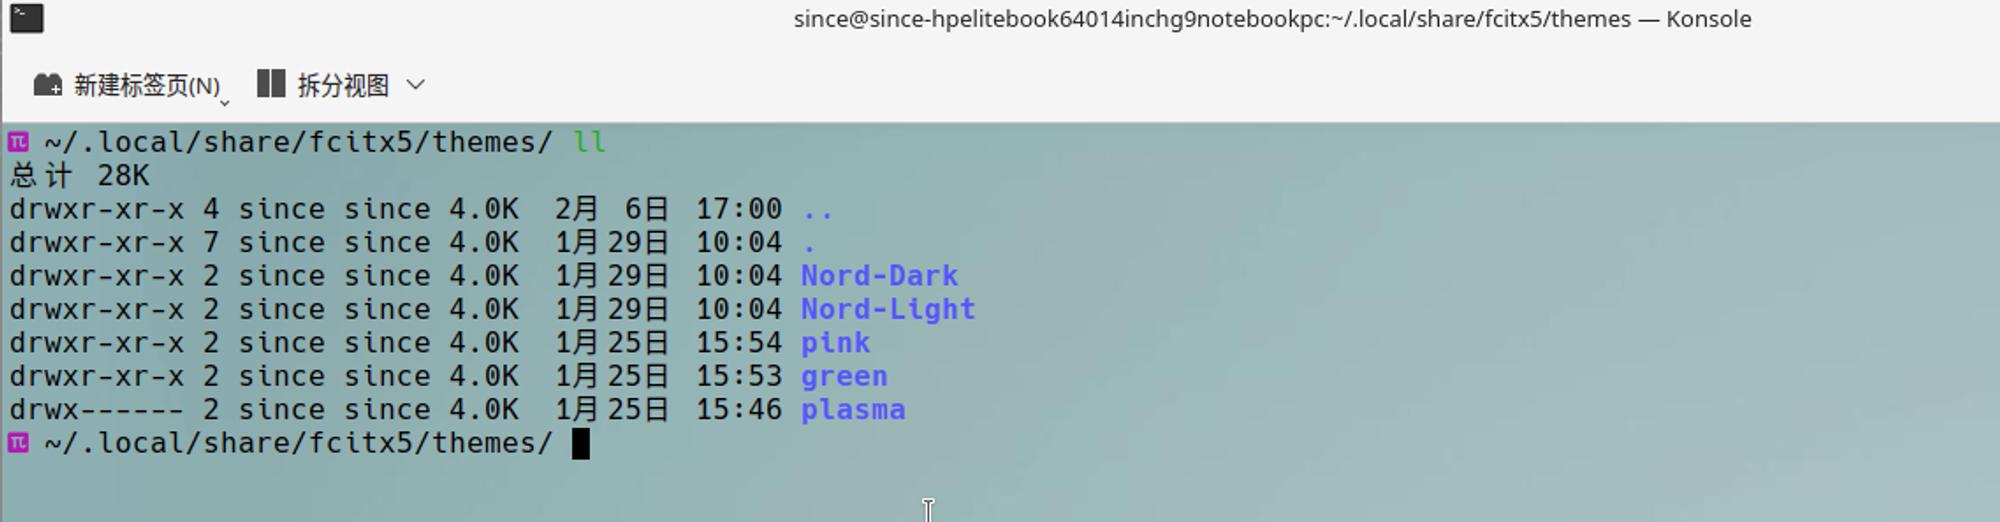 since@since-hpelitebook64014inchg9notebookpc:~/.local/share/fcitx5/themes — Konsole
新建标签页(N) 拆分视图
π ~/.local/share/fcitx5/themes/ ll
总计 28K
drwxr-xr-x 4 since since 4.0K  2月  6日 17:00 ..
drwxr-xr-x 7 since since 4.0K  1月 29日 10:04 .
drwxr-xr-x 2 since since 4.0K  1月 29日 10:04 Nord-Dark
drwxr-xr-x 2 since since 4.0K  1月 29日 10:04 Nord-Light
drwxr-xr-x 2 since since 4.0K  1月 25日 15:54 pink
drwxr-xr-x 2 since since 4.0K  1月 25日 15:53 green
drwx------ 2 since since 4.0K  1月 25日 15:46 plasma
π ~/.local/share/fcitx5/themes/